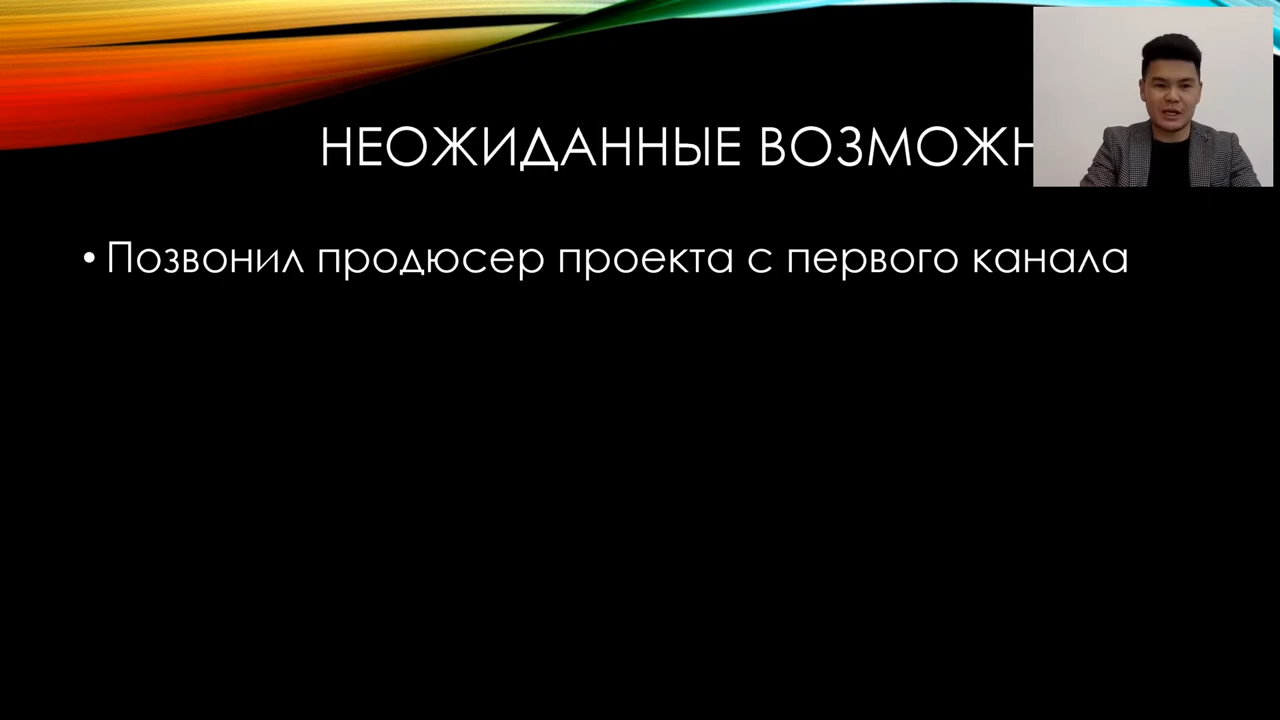 НЕОЖИДАННЫЕ ВОЗМОЖН
• Позвонил продюсер проекта с первого канала